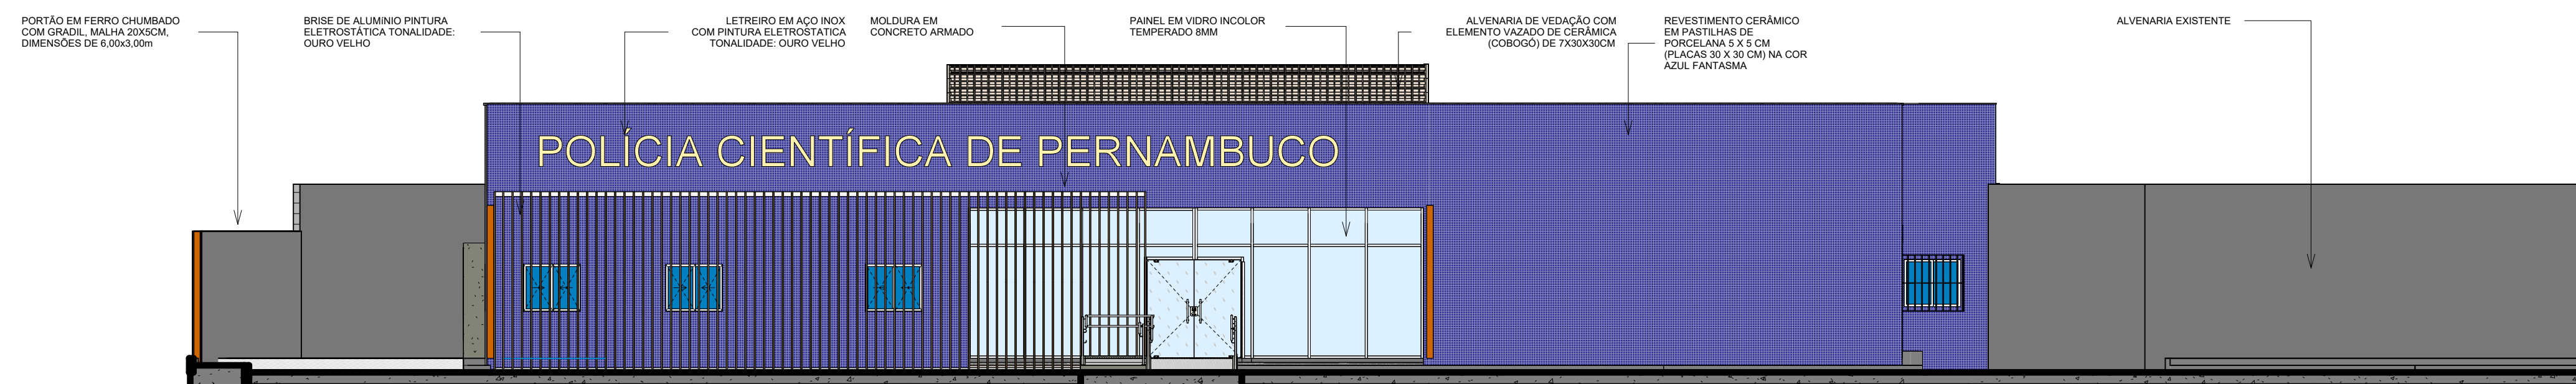 PORTÃO EM FERRO CHUMBADO
COM GRADIL, MALHA 20X5CM,
DIMENSÕES DE 6,00x3,00m
BRISE DE ALUMINIO PINTURA
ELETROSTÁTICA TONALIDADE:
OURO VELHO
LETREIRO EM AÇO INOX
COM PINTURA ELETROSTATICA
TONALIDADE: OURO VELHO
MOLDURA EM
CONCRETO ARMADO
PAINEL EM VIDRO INCOLOR
TEMPERADO 8MM
ALVENARIA DE VEDAÇÃO COM
ELEMENTO VAZADO DE CERÂMICA
(COBOGÓ) DE 7X30X30CM
REVESTIMENTO CERÂMICO
EM PASTILHAS DE
PORCELANA 5 X 5 CM
(PLACAS 30 X 30 CM) NA COR
AZUL FANTASMA
ALVENARIA EXISTENTE
POLÍCIA CIENTÍFICA DE PERNAMBUCO